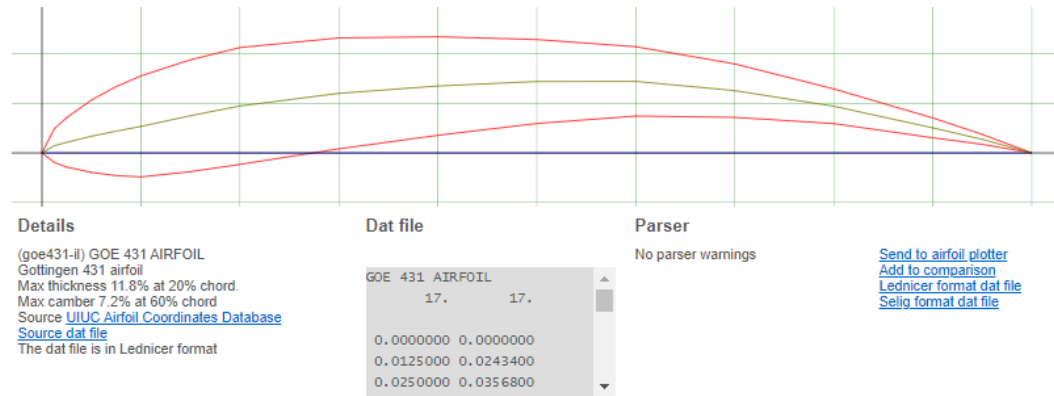 Details
(goe431-il) GOE 431 AIRFOIL
Gottingen 431 airfoil
Max thickness 11.8% at 20% chord.
Max camber 7.2% at 60% chord
Source UIUC Airfoil Coordinates Database
Source dat file
The dat file is in Lednicer format
Dat file
GOE 431 AIRFOIL
17. 17.
0.0000000 0.0000000
0.0125000 0.0243400
0.0250000 0.0356800
Parser
No parser warnings
Send to airfoil plotter
Add to comparison
Lednicer format dat file
Selig format dat file